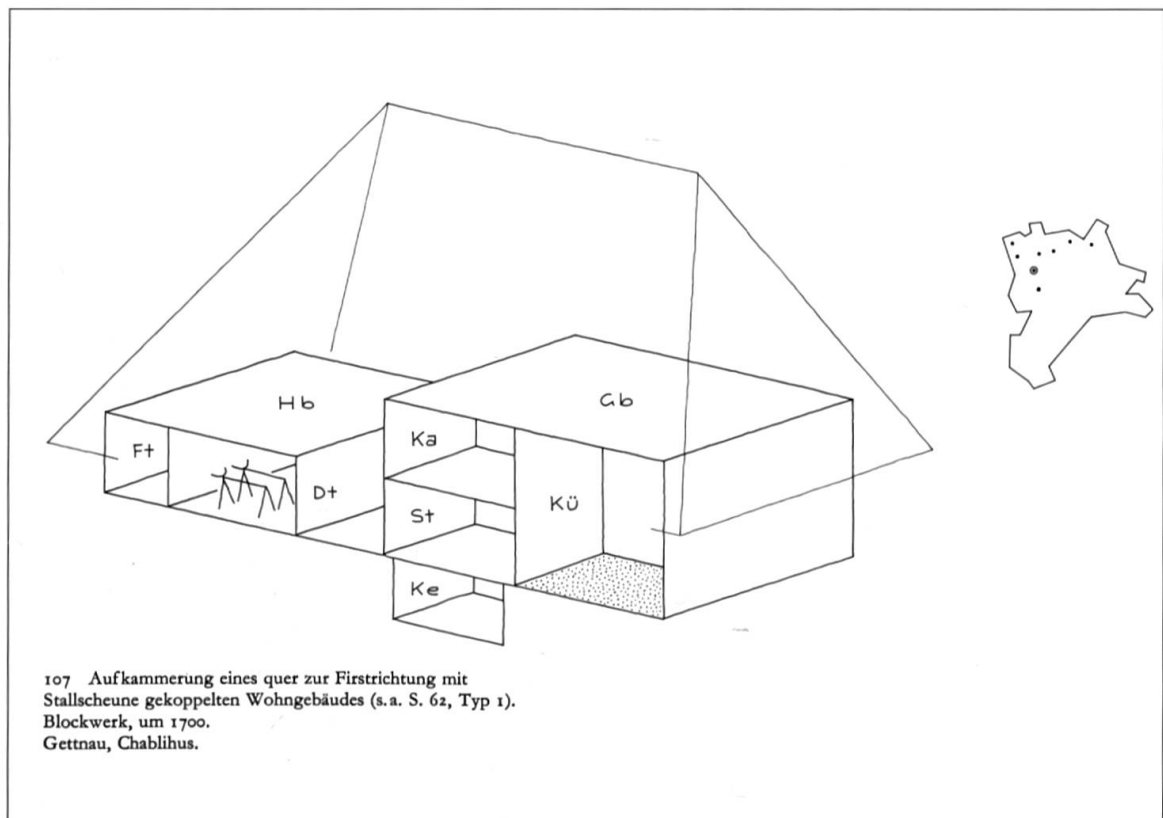 Hb
Gb
Ft
Dt
Ka
St
Kü
Ke
107 Aufkammerung eines quer zur Firstrichtung mit
Stallscheune gekoppelten Wohngebäudes (s. a. S. 62, Typ 1).
Blockwerk, um 1700.
Gettnau, Chablihus.